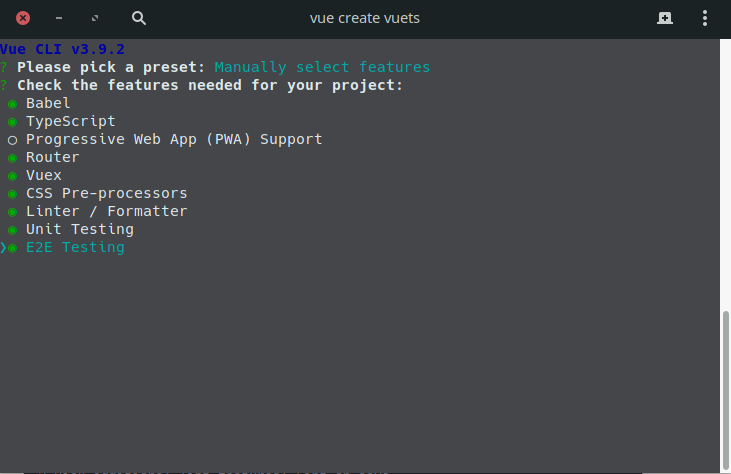 vue create vuets
Vue CLI v3.9.2
? Please pick a preset: Manually select features
? Check the features needed for your project:
◉ Babel
◉ TypeScript
◯ Progressive Web App (PWA) Support
◉ Router
◉ Vuex
◉ CSS Pre-processors
◉ Linter / Formatter
◉ Unit Testing
❯◉ E2E Testing